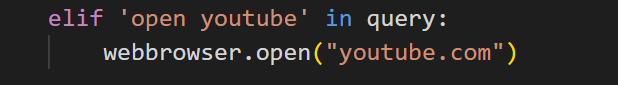 elif 'open youtube' in query:
webbrowser.open("youtube.com")